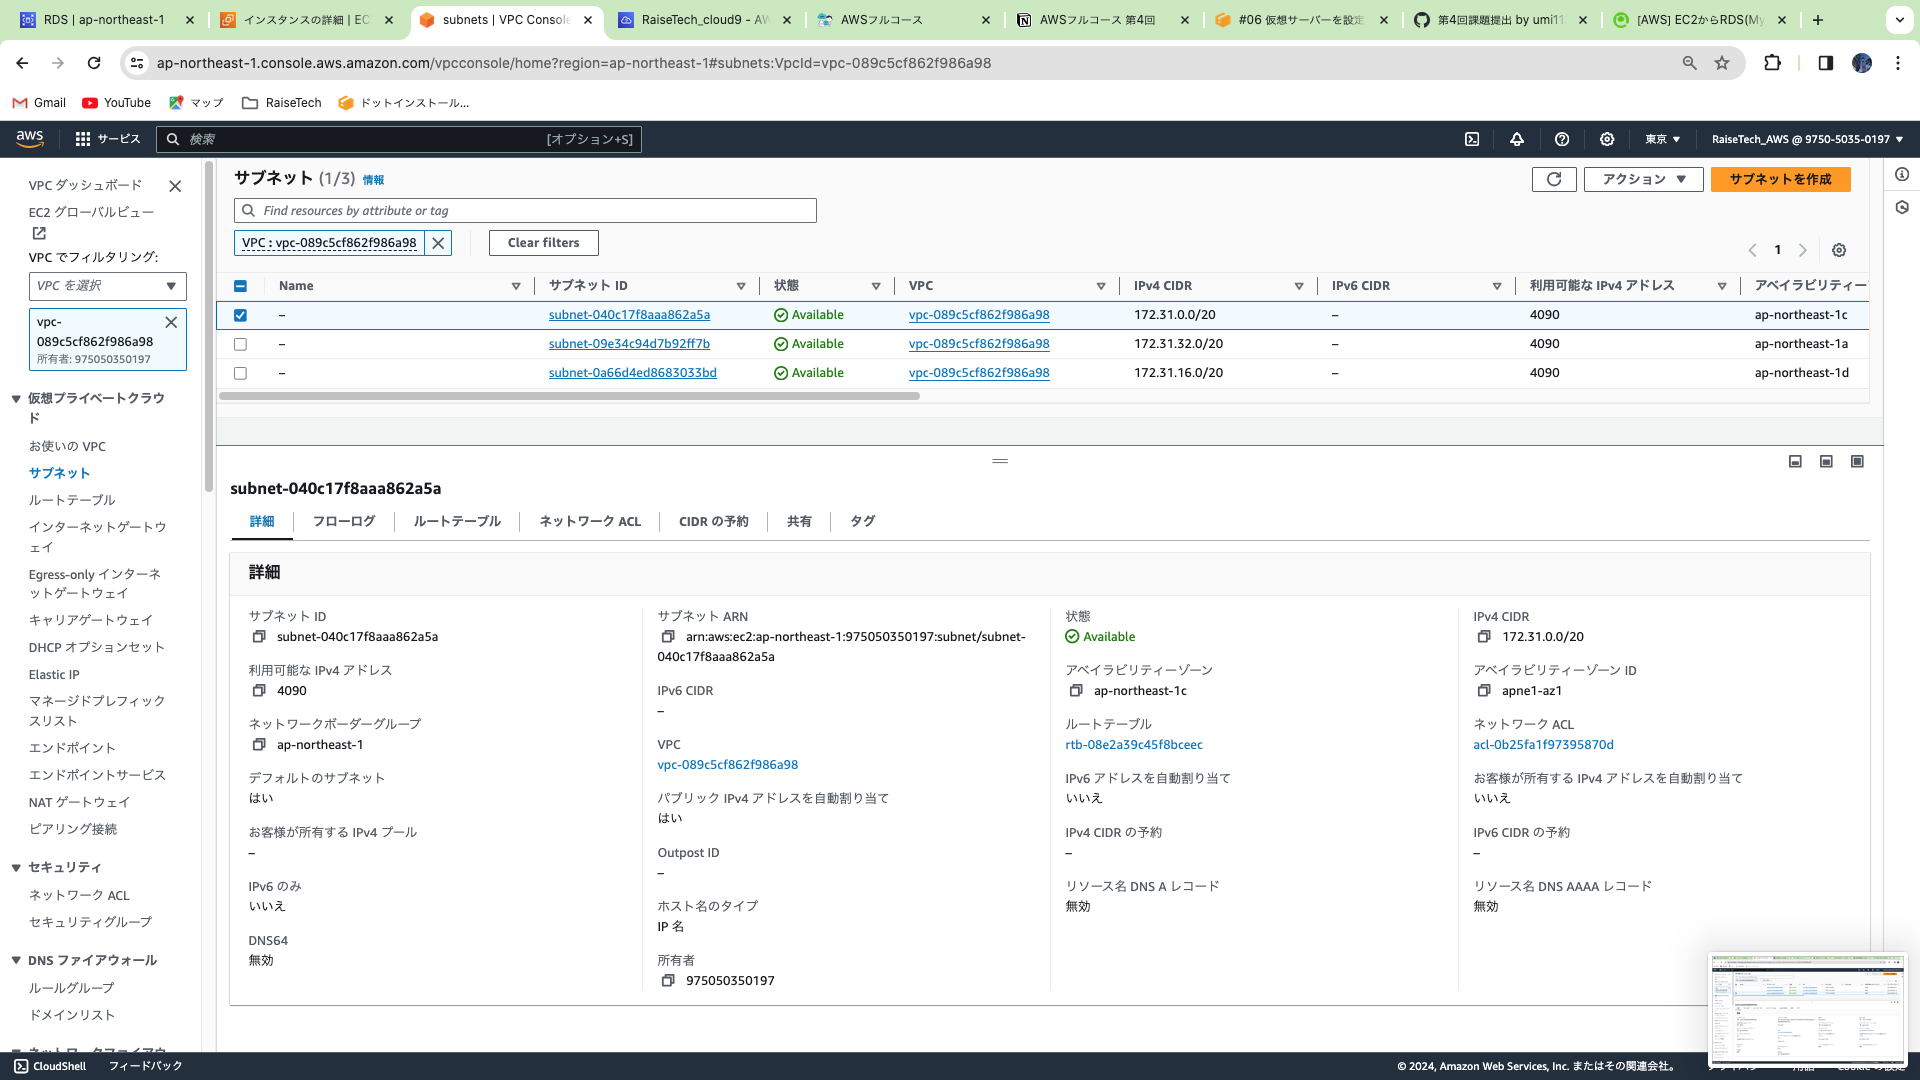 RDS | ap-northeast-1
インスタンスの詳細 | EC
subnets | VPC Console
RaiseTech_cloud9 - AW
AWSフルコース
AWSフルコース 第4回
#06 仮想サーバーを設定
第4回課題提出 by umi11
[AWS] EC2からRDS(My
ap-northeast-1.console.aws.amazon.com/vpcconsole/home?region=ap-northeast-1#subnets:VpcId=vpc-089c5cf862f986a98
Gmail
YouTube
マップ
RaiseTech
ドットインストール...
aws
サービス
検索
[オプション+S]
東京
RaiseTech_AWS @ 9750-5035-0197
VPC ダッシュボード
EC2 グローバルビュー
VPC でフィルタリング:
VPC を選択
vpc-
089c5cf862f986a98
所有者: 975050350197
仮想プライベートクラウ
ド
お使いの VPC
サブネット
ルートテーブル
インターネットゲートウ
ェイ
Egress-only インターネ
ットゲートウェイ
キャリアゲートウェイ
DHCP オプションセット
Elastic IP
マネージドプレフィック
スリスト
エンドポイント
エンドポイントサービス
NAT ゲートウェイ
ピアリング接続
セキュリティ
ネットワーク ACL
セキュリティグループ
DNS ファイアウォール
ルールグループ
ドメインリスト
ネットワークファイアウ
サブネット (1/3) 情報
アクション
サブネットを作成
Find resources by attribute or tag
VPC : vpc-089c5cf862f986a98
Clear filters
1
Name サブネット ID 状態 VPC IPv4 CIDR IPv6 CIDR 利用可能な IPv4 アドレス アベイラビリティー
– subnet-040c17f8aaa862a5a Available vpc-089c5cf862f986a98 172.31.0.0/20 – 4090 ap-northeast-1c
– subnet-09e34c94d7b92ff7b Available vpc-089c5cf862f986a98 172.31.32.0/20 – 4090 ap-northeast-1a
– subnet-0a66d4ed8683033bd Available vpc-089c5cf862f986a98 172.31.16.0/20 – 4090 ap-northeast-1d
subnet-040c17f8aaa862a5a
詳細 フローログ ルートテーブル ネットワーク ACL CIDR の予約 共有 タグ
詳細
サブネット ID
subnet-040c17f8aaa862a5a
利用可能な IPv4 アドレス
4090
ネットワークボーダーグループ
ap-northeast-1
デフォルトのサブネット
はい
お客様が所有する IPv4 プール
–
IPv6 のみ
いいえ
DNS64
無効
サブネット ARN
arn:aws:ec2:ap-northeast-1:975050350197:subnet/subnet-
040c17f8aaa862a5a
IPv6 CIDR
–
VPC
vpc-089c5cf862f986a98
パブリック IPv4 アドレスを自動割り当て
はい
Outpost ID
–
ホスト名のタイプ
IP 名
所有者
975050350197
状態
Available
アベイラビリティーゾーン
ap-northeast-1c
ルートテーブル
rtb-08e2a39c45f8bceec
IPv6 アドレスを自動割り当て
いいえ
IPv4 CIDR の予約
–
リソース名 DNS A レコード
無効
IPv4 CIDR
172.31.0.0/20
アベイラビリティーゾーン ID
apne1-az1
ネットワーク ACL
acl-0b25fa1f97395870d
お客様が所有する IPv4 アドレスを自動割り当て
いいえ
IPv6 CIDR の予約
–
リソース名 DNS AAAA レコード
無効
CloudShell
フィードバック
© 2024, Amazon Web Services, Inc. またはその関連会社。